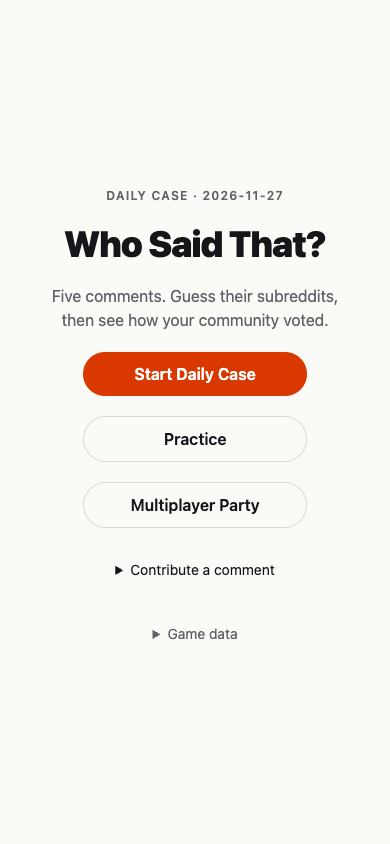 DAILY CASE · 2026-11-27
Who Said That?
Five comments. Guess their subreddits,
then see how your community voted.
Start Daily Case
Practice
Multiplayer Party
▶ Contribute a comment
▶ Game data